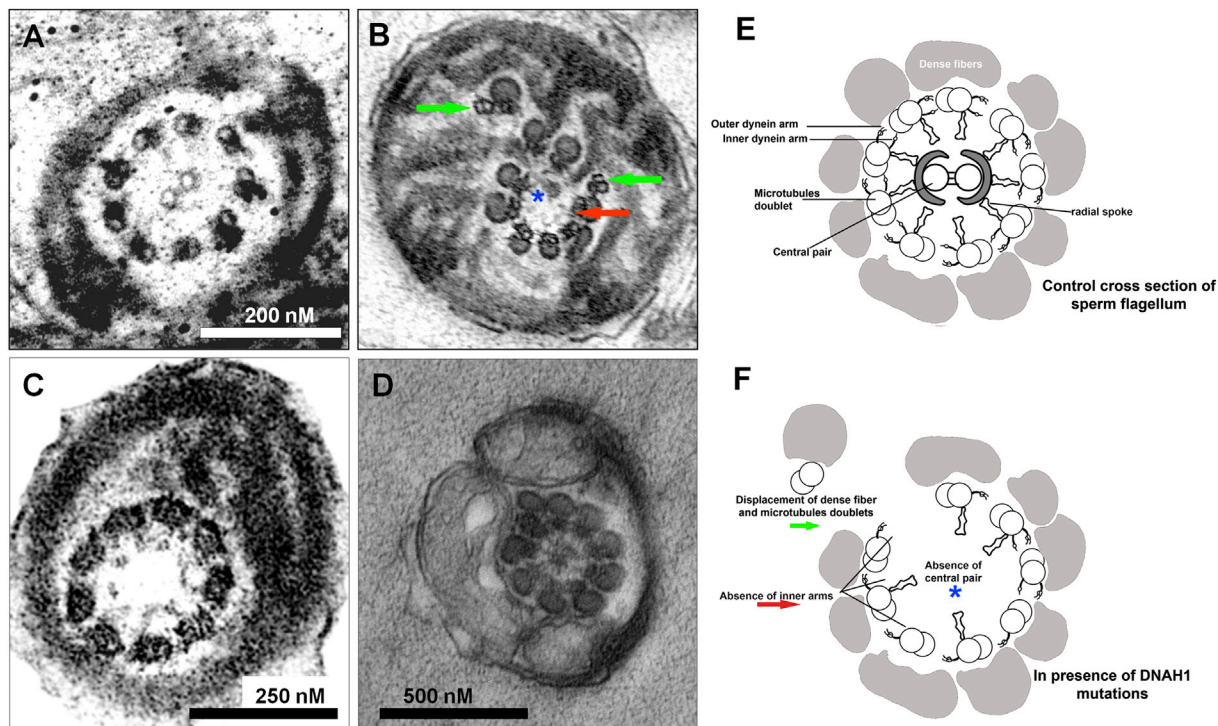 A
200 nM
B
*
C
250 nM
D
500 nM
E
Dense fibers
Outer dynein arm
Inner dynein arm
Microtubules
doublet
Central pair
radial spoke
Control cross section of
sperm flagellum
F
Displacement of dense fiber
and microtubules doublets
Absence of
central pair
*
Absence of inner arms
In presence of DNAH1
mutations